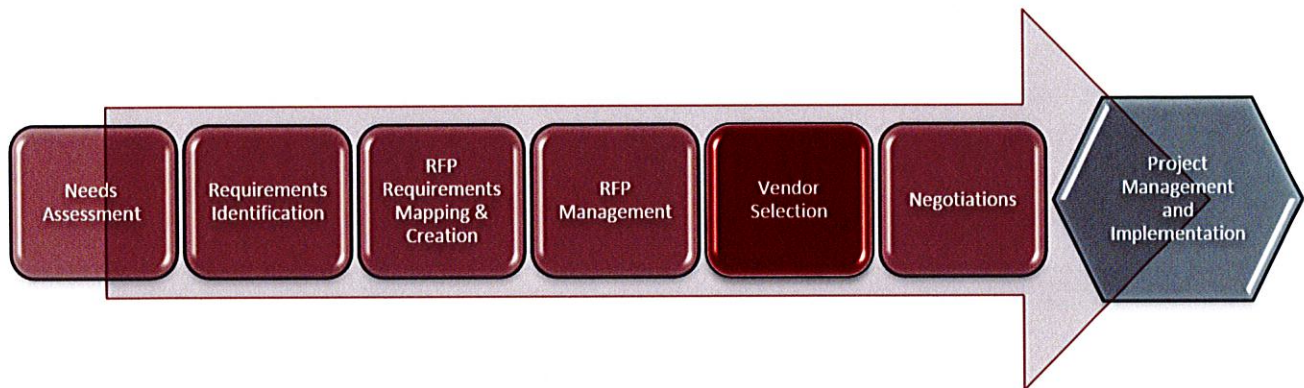 Needs
Assessment
Requirements
Identification
RFP
Requirements
Mapping &
Creation
RFP
Management
Vendor
Selection
Negotiations
Project
Management
and
Implementation